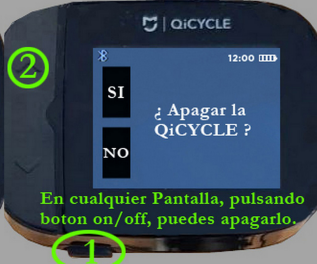 QiCYCLE
2
12:00
SI
¿ Apagar la
QiCYCLE ?
NO
En cualquier Pantalla, pulsando
boton on/off, puedes apagarlo.
1